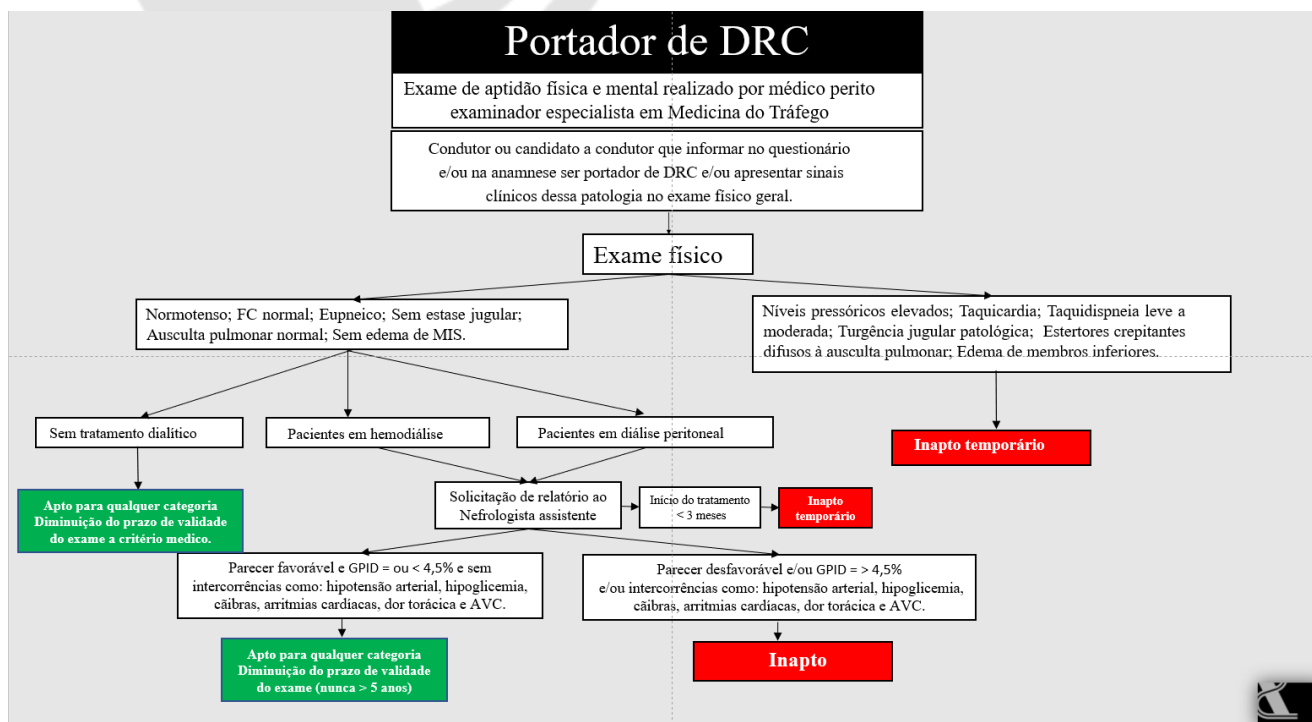 Portador de DRC
Exame de aptidão física e mental realizado por médico perito
examinador especialista em Medicina do Tráfego
Condutor ou candidato a condutor que informar no questionário
e/ou na anamnese ser portador de DRC e/ou apresentar sinais
clínicos dessa patologia no exame físico geral.
Exame físico
Normotenso; FC normal; Eupneico; Sem estase jugular;
Ausculta pulmonar normal; Sem edema de MIS.
Níveis pressóricos elevados; Taquicardia; Taquidispneia leve a
moderada; Turgência jugular patológica; Estertores crepitantes
difusos à ausculta pulmonar; Edema de membros inferiores.
Sem tratamento dialítico
Pacientes em hemodiálise
Pacientes em diálise peritoneal
Inapto temporário
Apto para qualquer categoria
Diminuição do prazo de validade
do exame a critério medico.
Solicitação de relatório ao
Nefrologista assistente
Início do tratamento
< 3 meses
Inapto
temporário
Parecer favorável e GPID = ou < 4,5% e sem
intercorrências como: hipotensão arterial, hipoglicemia,
cãibras, arritmias cardíacas, dor torácica e AVC.
Parecer desfavorável e/ou GPID = > 4,5%
e/ou intercorrências como: hipotensão arterial, hipoglicemia,
cãibras, arritmias cardíacas, dor torácica e AVC.
Apto para qualquer categoria
Diminuição do prazo de validade
do exame (nunca > 5 anos)
Inapto